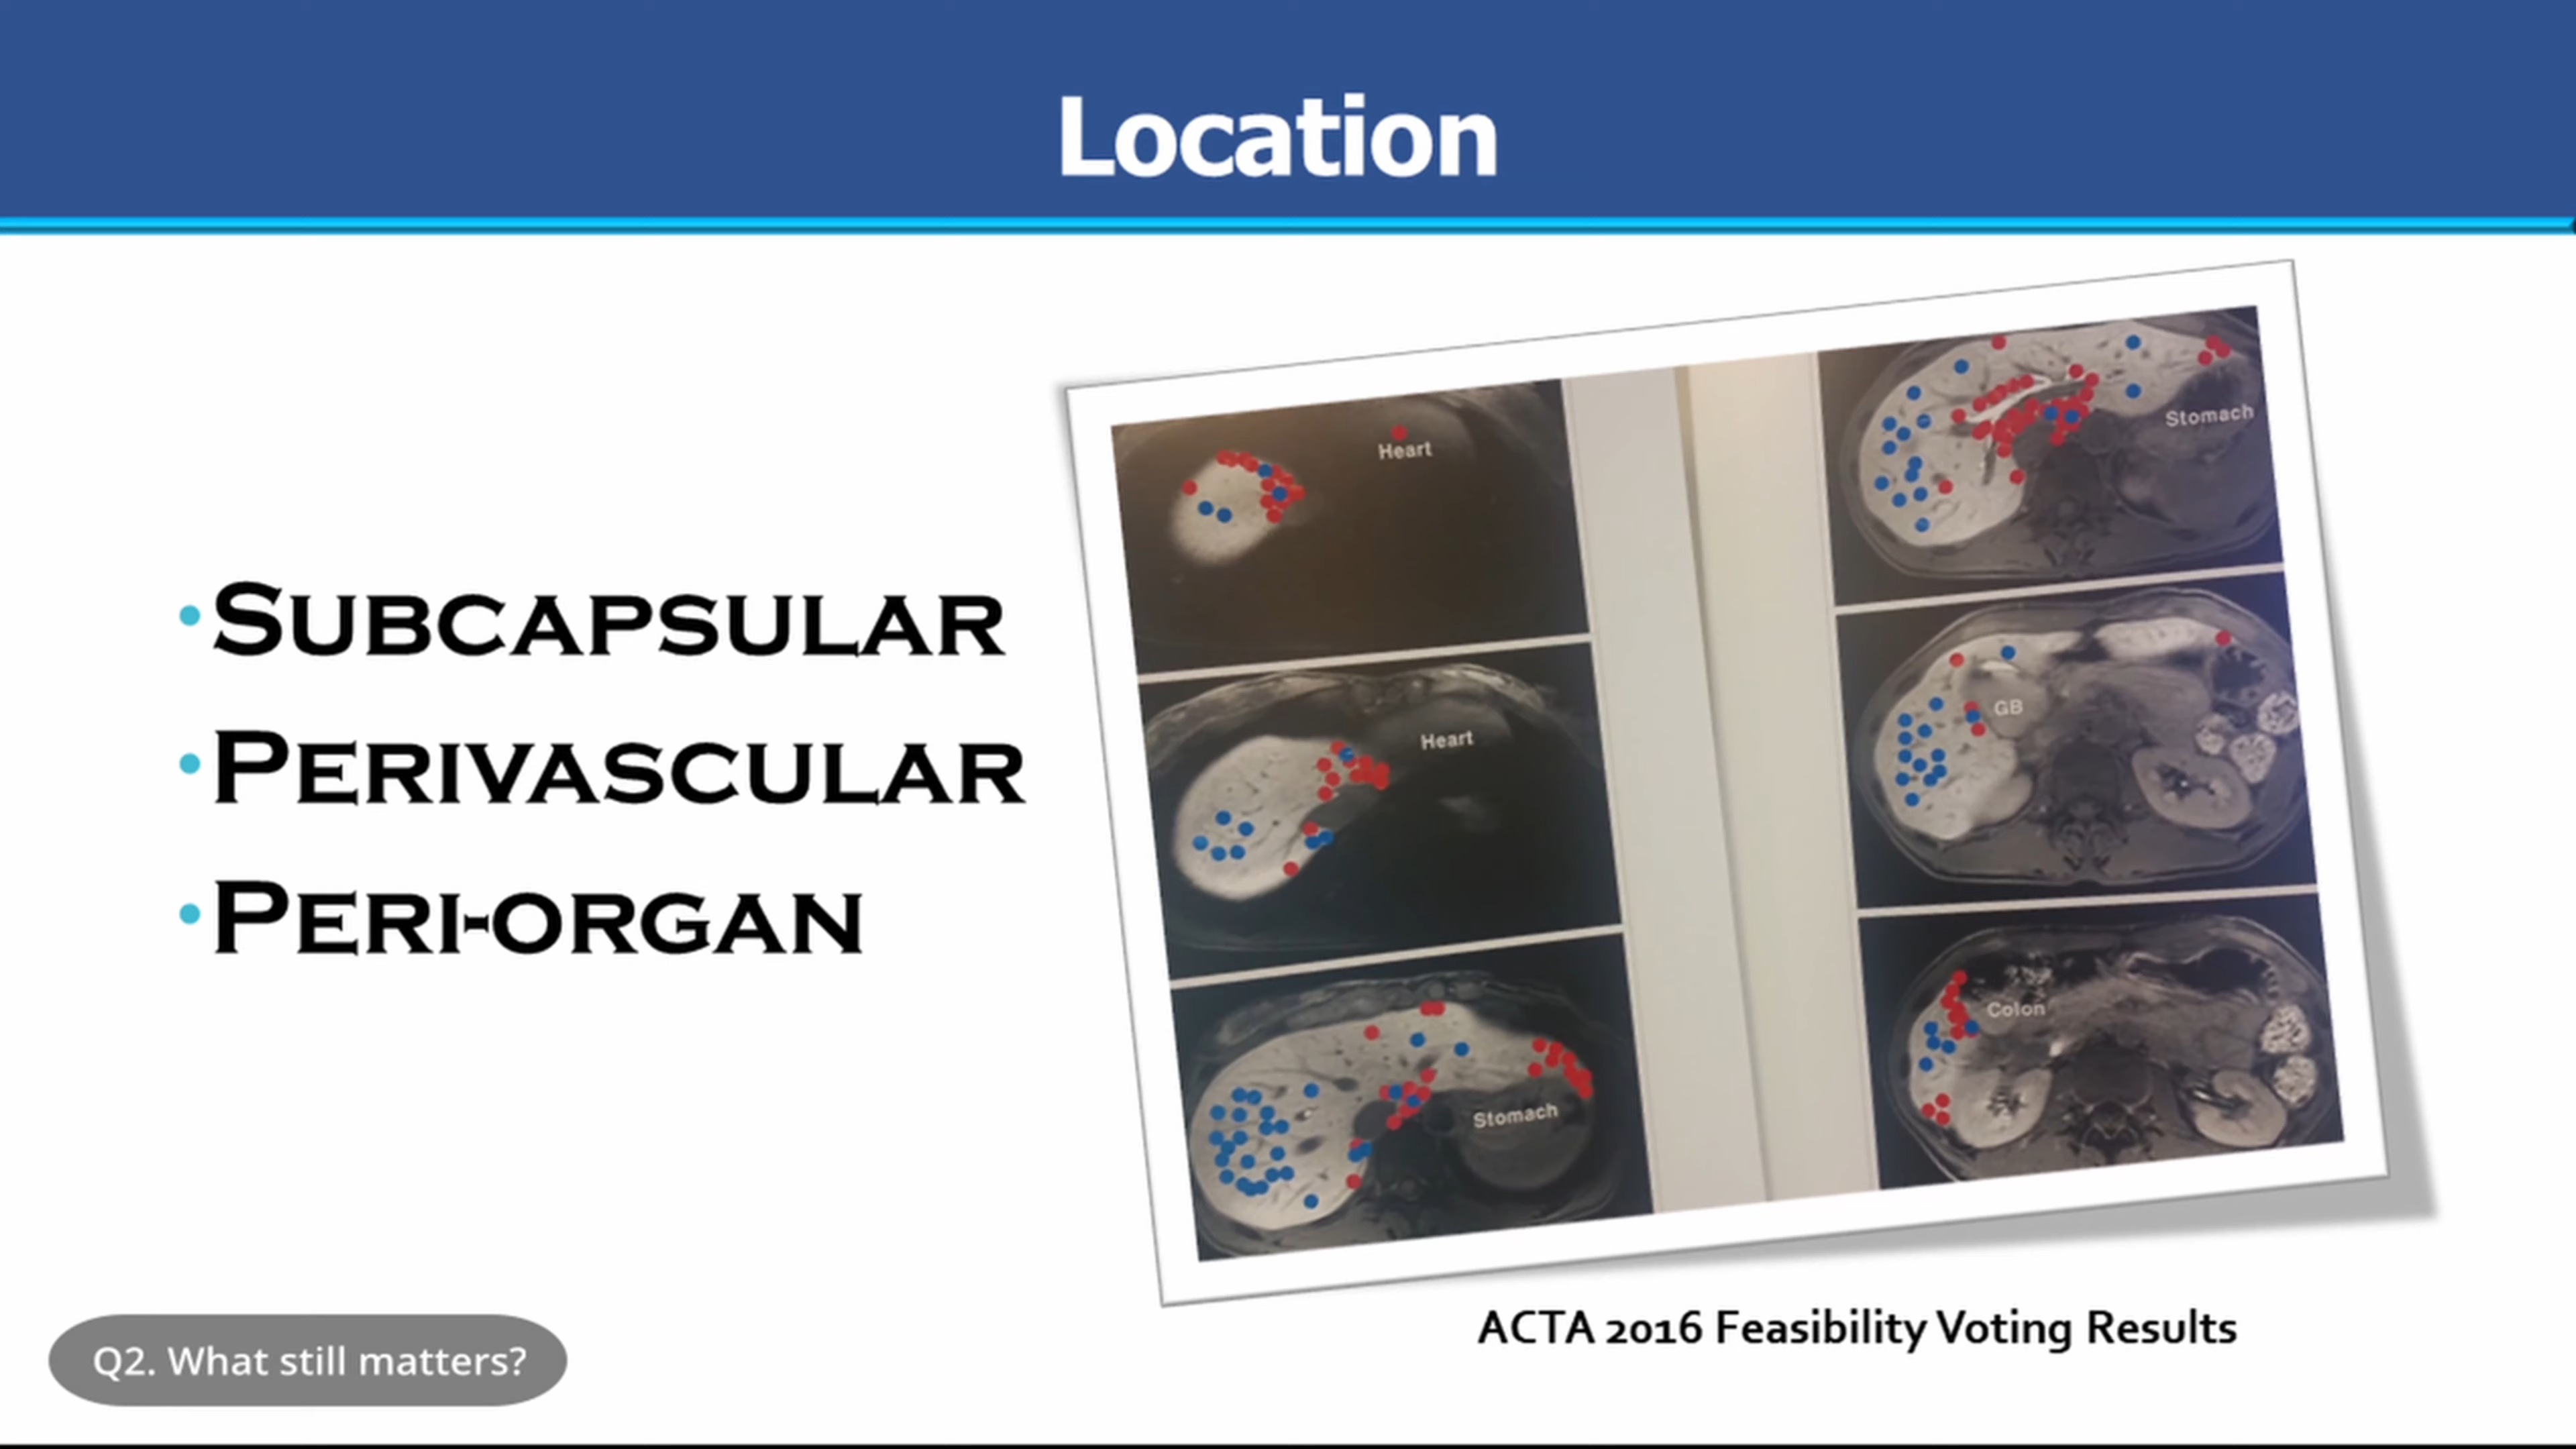 Location
•SUBCAPSULAR
•PERIVASCULAR
•PERI-ORGAN
Heart
Heart
Stomach
Stomach
GB
Colon
ACTA 2016 Feasibility Voting Results
Q2. What still matters?